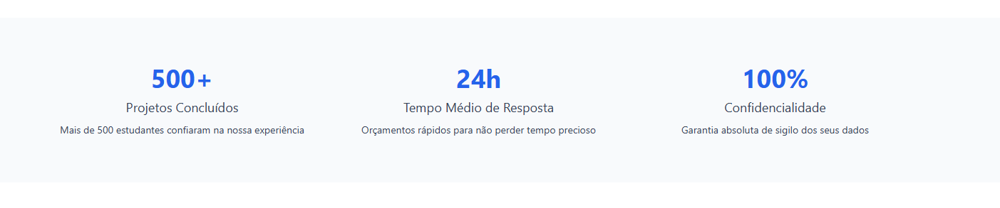 500+
Projetos Concluídos
Mais de 500 estudantes confiaram na nossa experiência
24h
Tempo Médio de Resposta
Orçamentos rápidos para não perder tempo precioso
100%
Confidencialidade
Garantia absoluta de sigilo dos seus dados